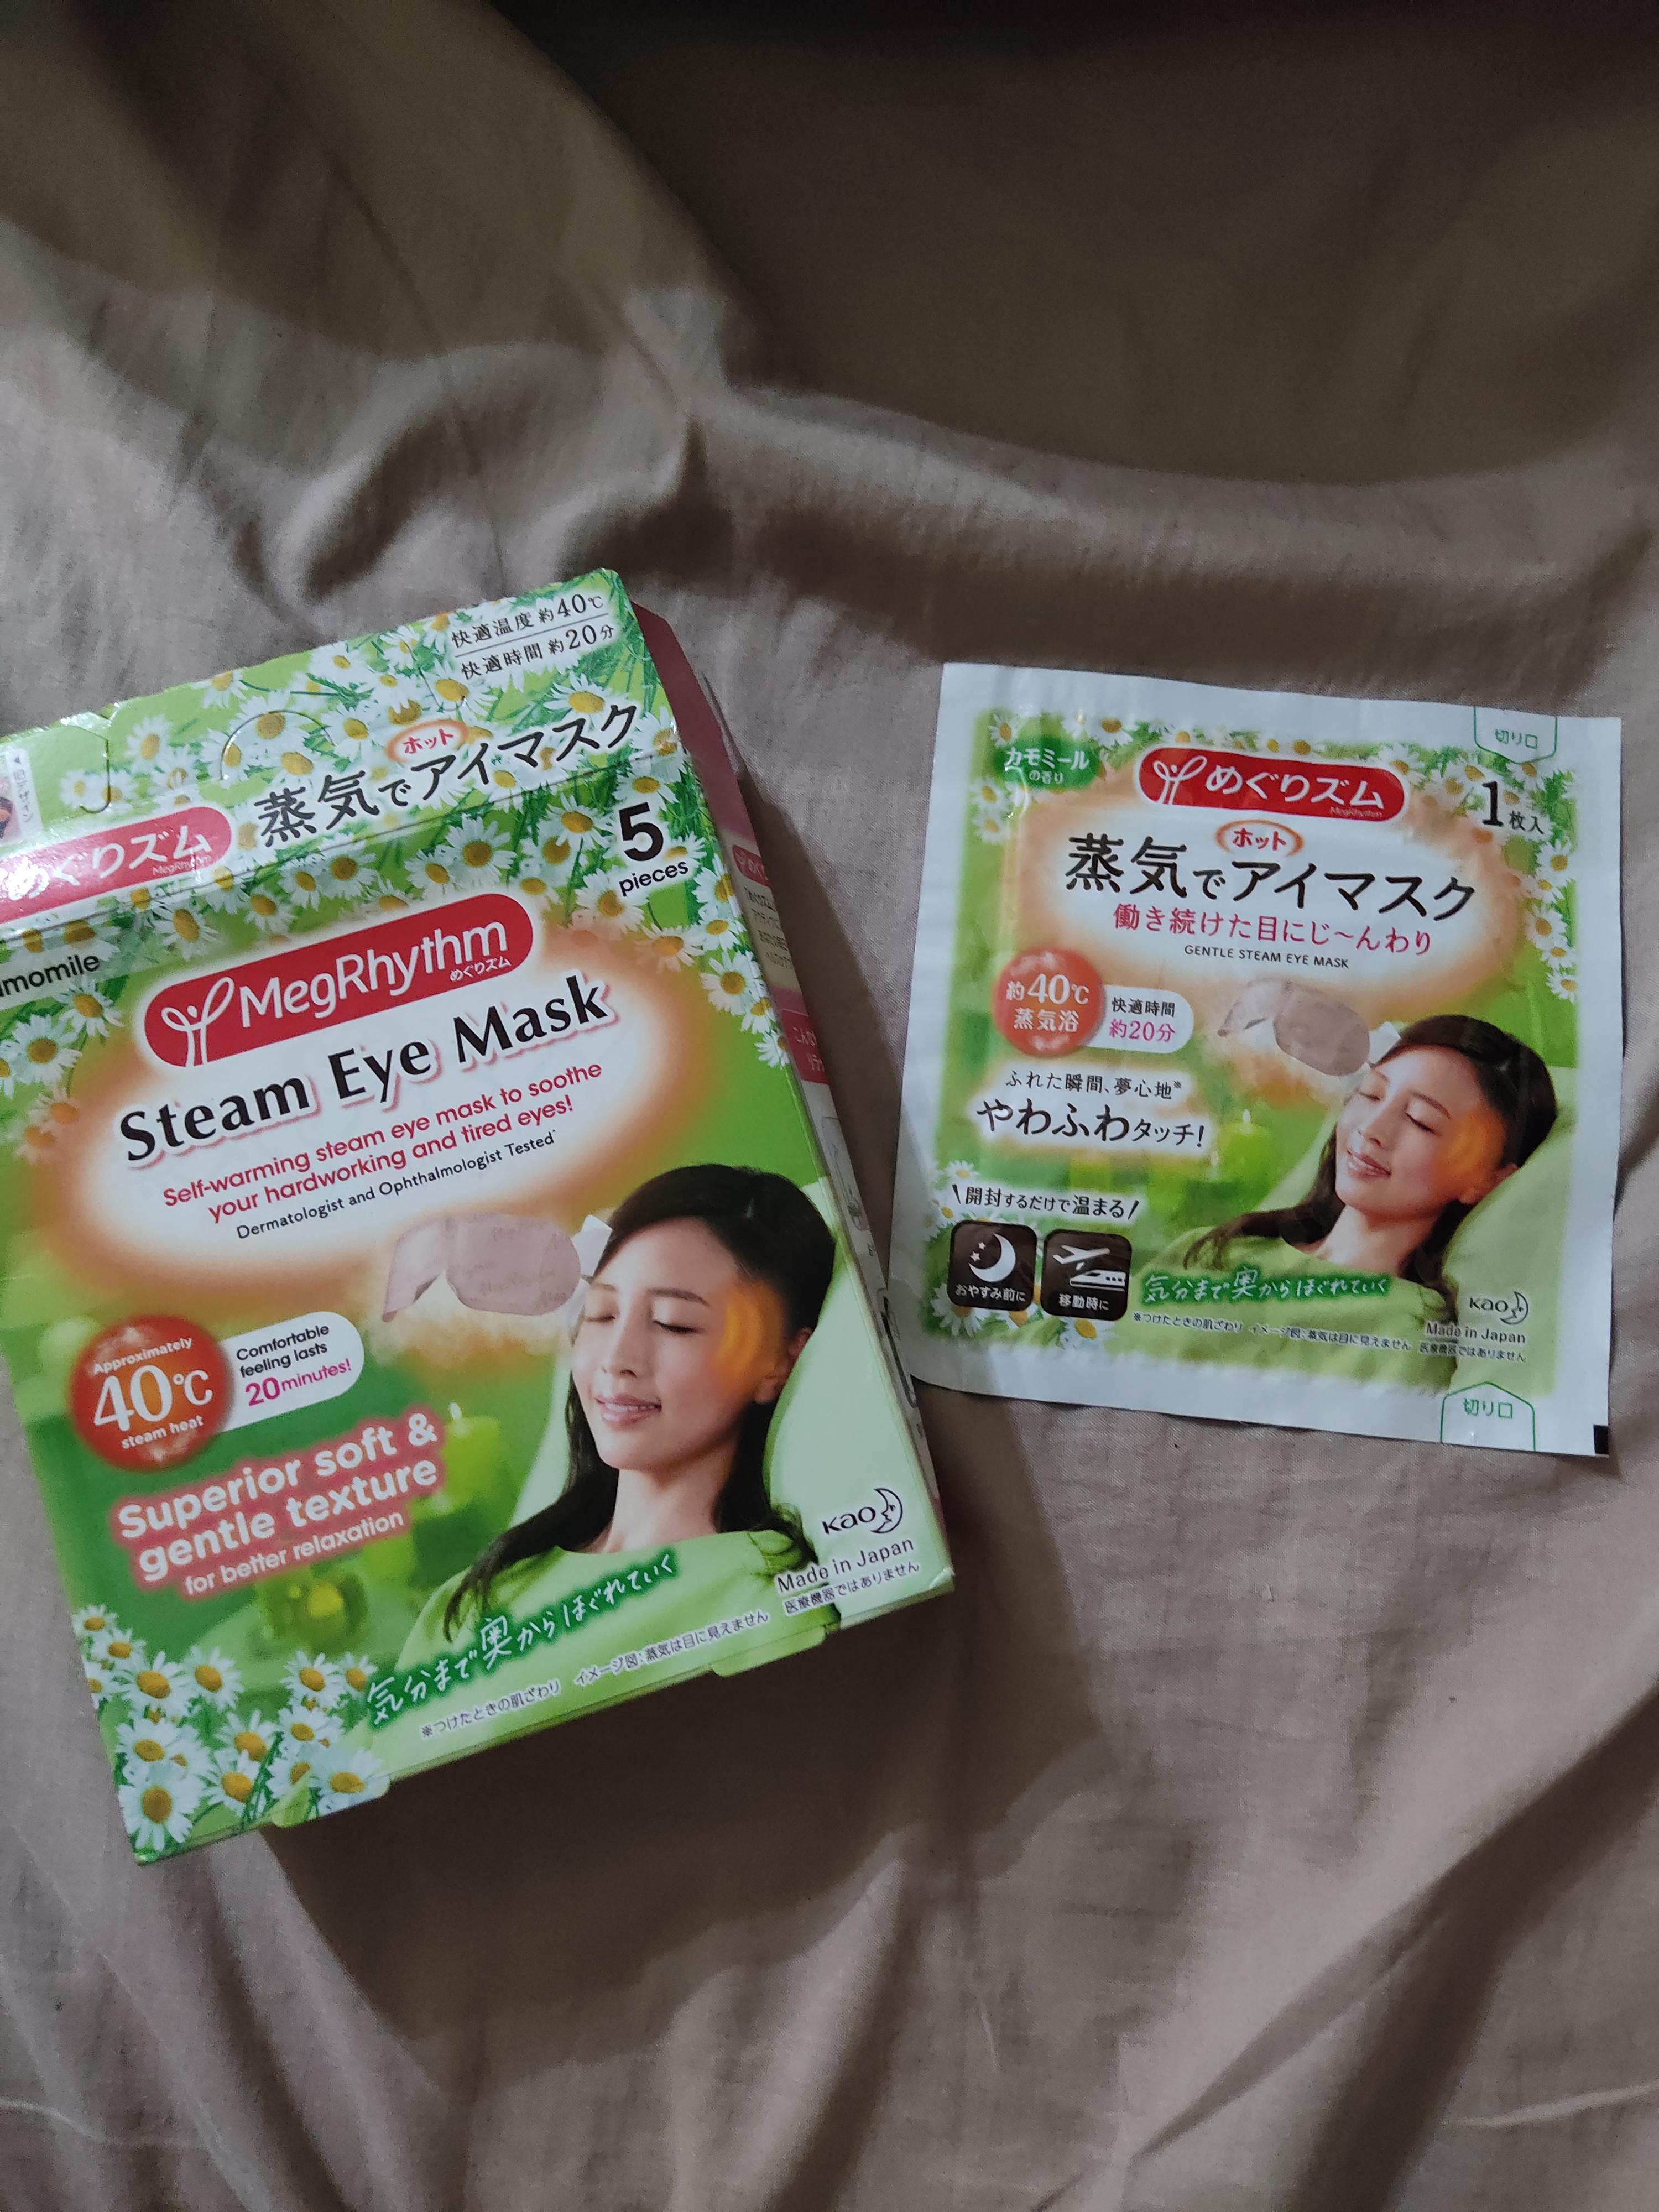 快適温度 約40℃
快適時間 約20分
ホット
蒸気でアイマスク
めぐりズム
MegRhythm
5
pieces
MegRhythm
めぐりズム
Steam Eye Mask
Self-warming steam eye mask to soothe
your hardworking and tired eyes!
Dermatologist and Ophthalmologist Tested*
Approximately
40℃
steam heat
Comfortable
feeling lasts
20minutes!
Superior soft &
gentle texture
for better relaxation
Kao
Made in Japan
医療機器ではありません
気分まで奥からほぐれていく
※つけたときの肌ざわり イメージ図:蒸気は目に見えません
切り口
カモミール
の香り
めぐりズム
MegRhythm
1枚入
ホット
蒸気でアイマスク
働き続けた目にじ〜んわり
GENTLE STEAM EYE MASK
約40℃
蒸気浴
快適時間
約20分
ふれた瞬間、夢心地※
やわふわタッチ!
\開封するだけで温まる/
おやすみ前に
移動時に
気分まで奥からほぐれていく
Kao
Made in Japan
※つけたときの肌ざわり イメージ図:蒸気は目に見えません 医療機器ではありません
切り口